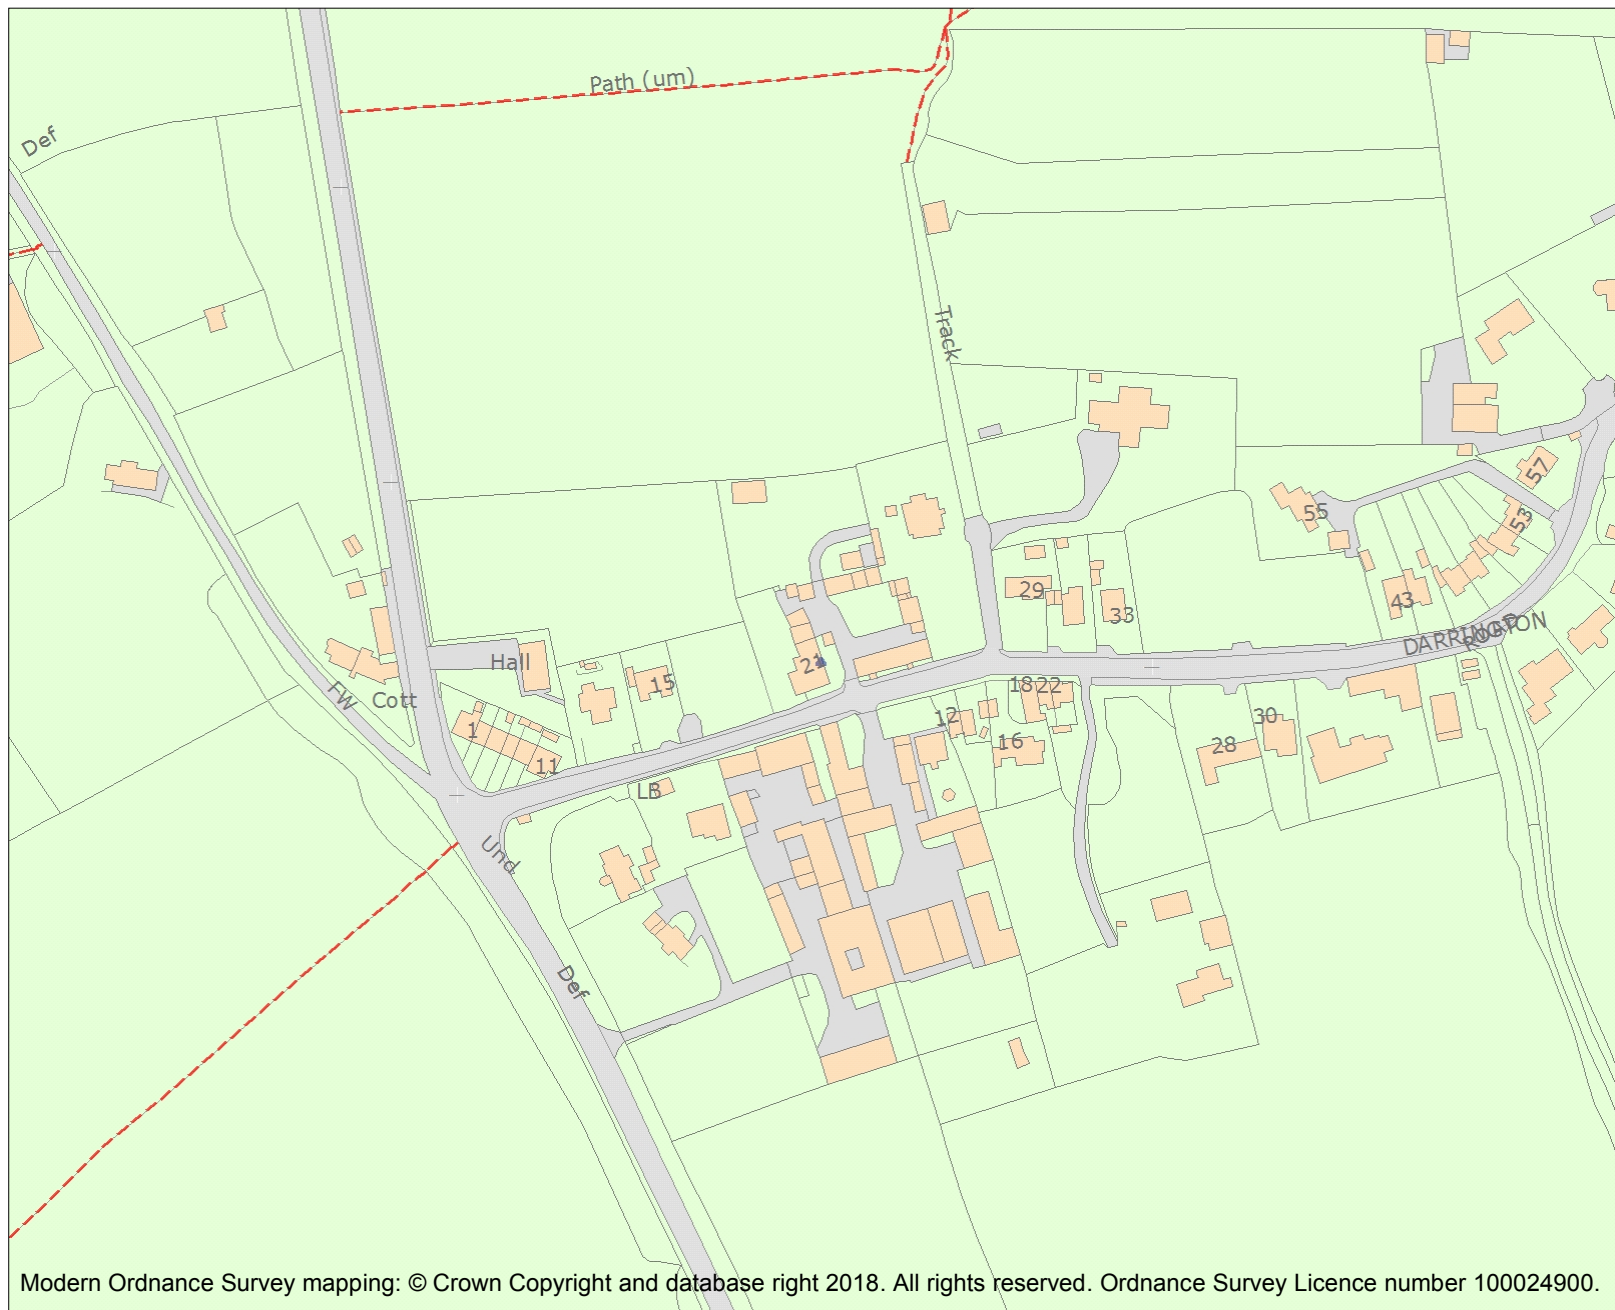 Path (um)
Def
Track
57
55
53
29
43
33
DARRINGTON
ROAD
Hall
21
15
FW
Cott
18
22
12
30
1
16
28
11
LB
Und
Def
Modern Ordnance Survey mapping: © Crown Copyright and database right 2018. All rights reserved. Ordnance Survey Licence number 100024900.